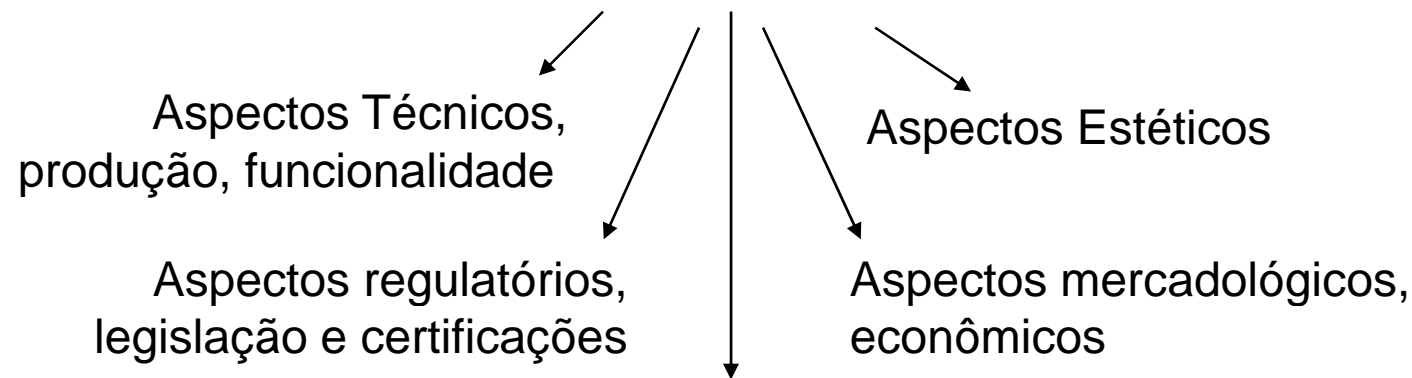 Aspectos Técnicos,
produção, funcionalidade
Aspectos Estéticos
Aspectos regulatórios,
legislação e certificações
Aspectos mercadológicos,
econômicos